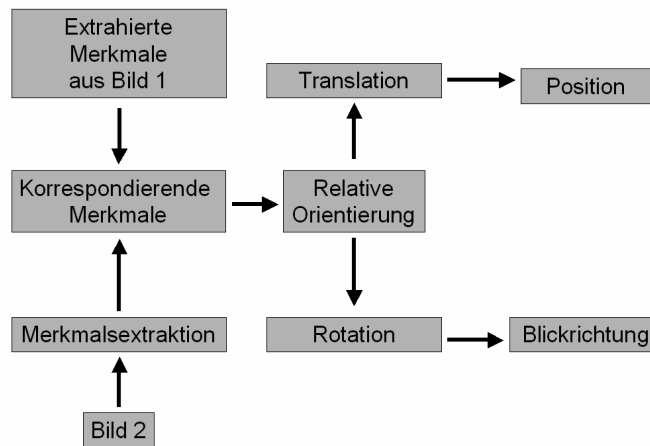 Extrahierte
Merkmale
aus Bild 1
Translation
Position
Korrespondierende
Merkmale
Relative
Orientierung
Merkmalsextraktion
Rotation
Blickrichtung
Bild 2